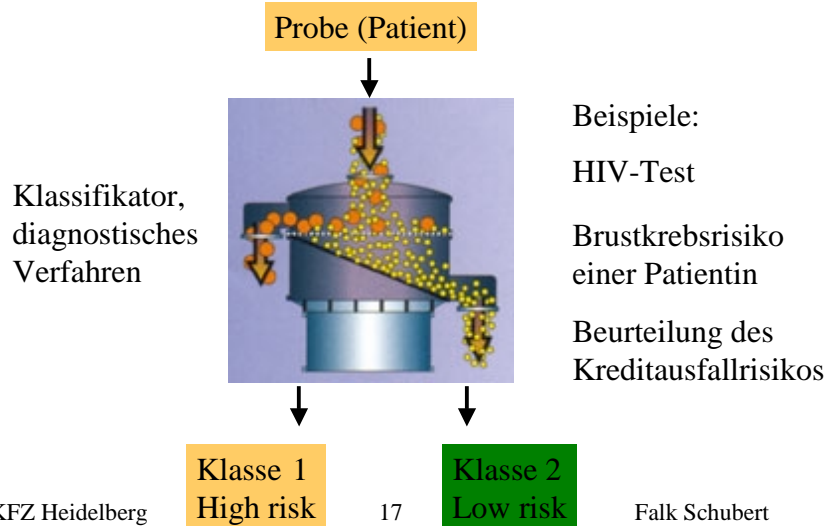 Probe (Patient)
Klassifikator,
diagnostisches
Verfahren
Beispiele:
HIV-Test
Brustkrebsrisiko
einer Patientin
Beurteilung des
Kreditausfallrisikos
Klasse 1
High risk
Klasse 2
Low risk
KFZ Heidelberg
17
Falk Schubert